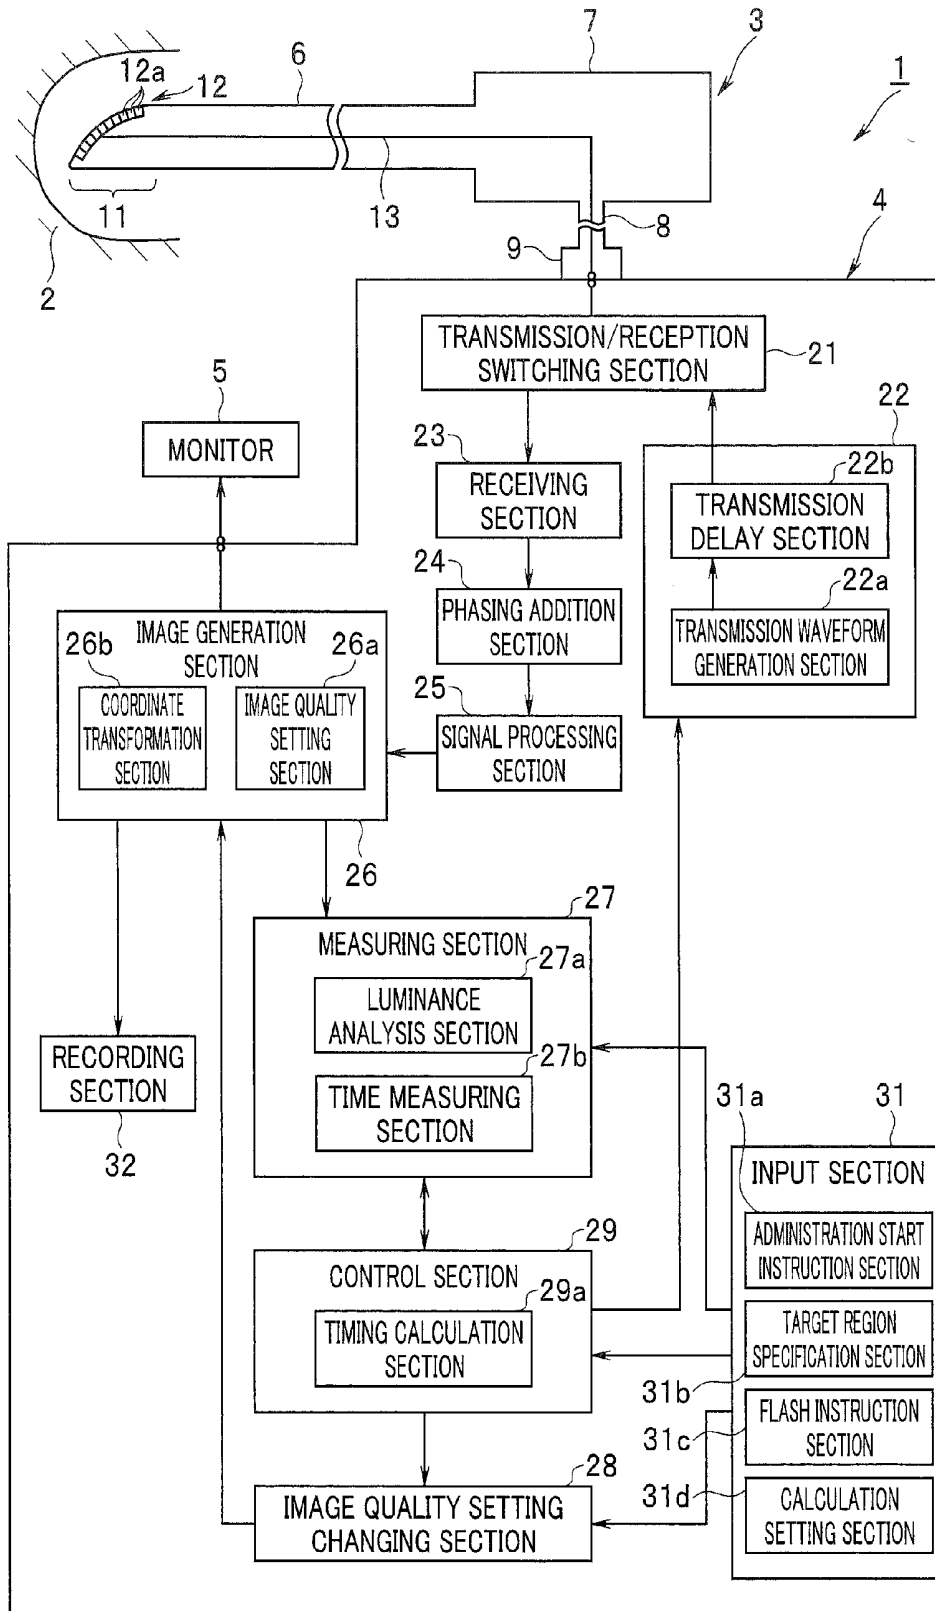 7
3
6
12a
12
1
11
13
8
4
9
2
TRANSMISSION/RECEPTION
SWITCHING SECTION
21
5
MONITOR
23
RECEIVING
SECTION
22
22b
TRANSMISSION
DELAY SECTION
24
PHASING ADDITION
SECTION
22a
TRANSMISSION WAVEFORM
GENERATION SECTION
IMAGE GENERATION
SECTION
26b
26a
COORDINATE
TRANSFORMATION
SECTION
IMAGE QUALITY
SETTING
SECTION
25
SIGNAL PROCESSING
SECTION
26
27
MEASURING SECTION
27a
LUMINANCE
ANALYSIS SECTION
27b
TIME MEASURING
SECTION
RECORDING
SECTION
32
31a
31
INPUT SECTION
ADMINISTRATION START
INSTRUCTION SECTION
TARGET REGION
SPECIFICATION SECTION
31b
FLASH INSTRUCTION
SECTION
31c
31d
CALCULATION
SETTING SECTION
29
CONTROL SECTION
29a
TIMING CALCULATION
SECTION
28
IMAGE QUALITY SETTING
CHANGING SECTION